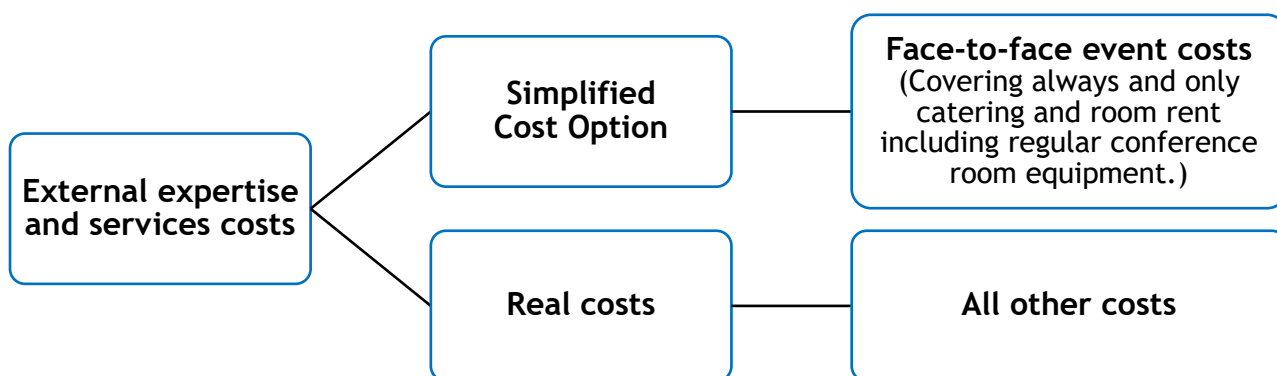 External expertise
and services costs
Simplified
Cost Option
Face-to-face event costs
(Covering always and only
catering and room rent
including regular conference
room equipment.)
Real costs
All other costs